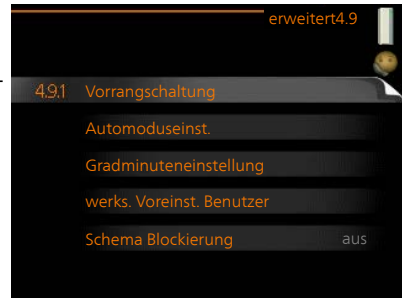 erweitert4.9
4.9.1 Vorrangschaltung
Automoduseinst.
Gradminuteneinstellung
werks. Voreinst. Benutzer
Schema Blockierung aus